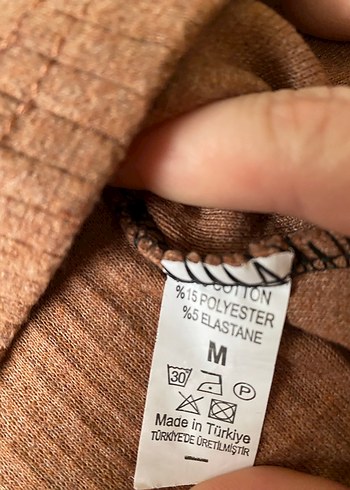 COTTON
%15 POLYESTER
%5 ELASTANE
M
30
P
Made in Türkiye
TÜRKİYE'DE ÜRETİLMİŞTİR